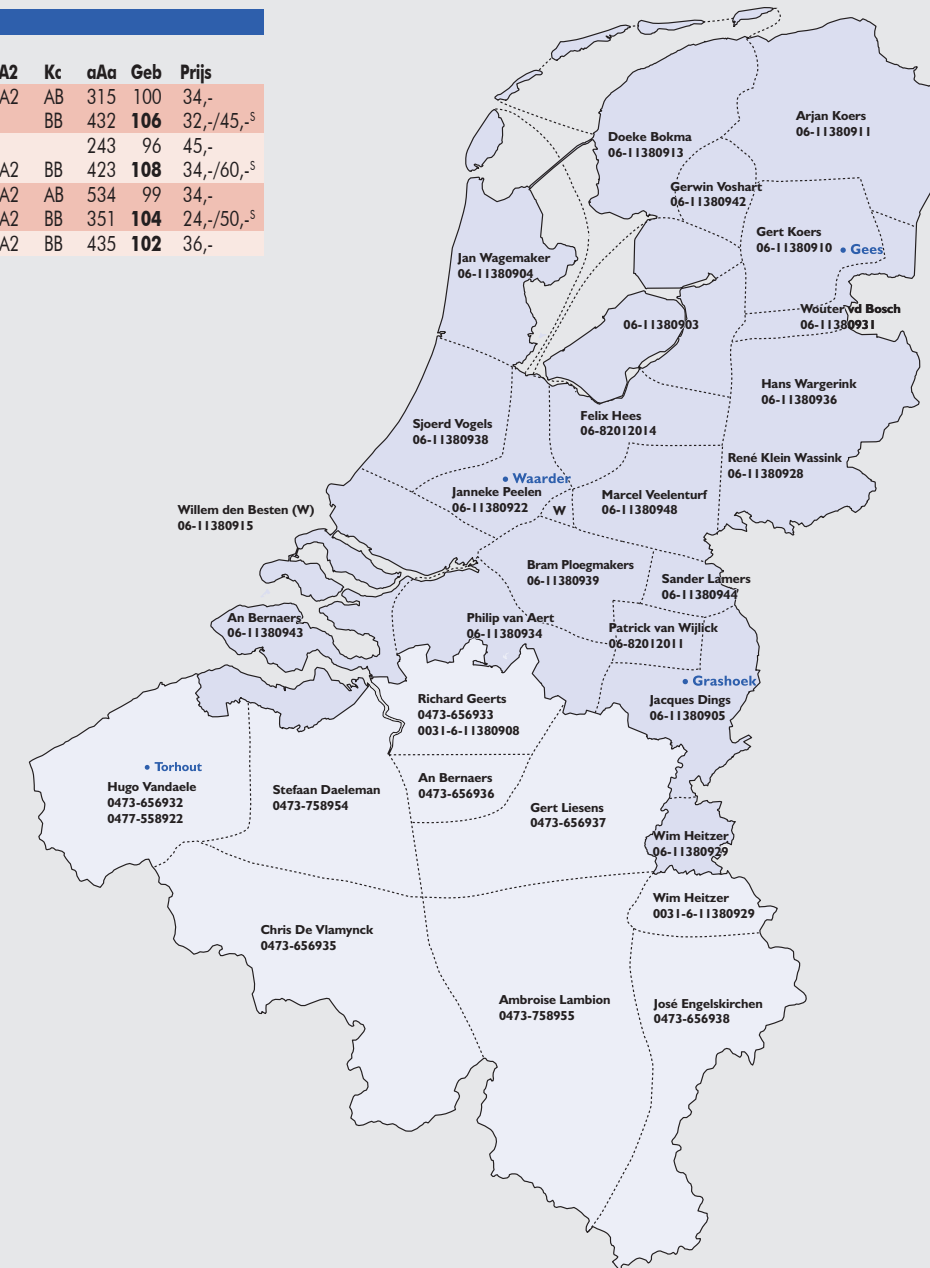 A2 Kc aAa Geb Prijs
A2 AB 315 100 34,-
BB 432 106 32,-/45,-S
243 96 45,-
A2 BB 423 108 34,-/60,-S
A2 AB 534 99 34,-
A2 BB 351 104 24,-/50,-S
A2 BB 435 102 36,-
Arjan Koers
06-11380911
Doeke Bokma
06-11380913
Gerwin Voshart
06-11380942
Gert Koers
06-11380910
• Gees
Jan Wagemaker
06-11380904
Wouter vd Bosch
06-11380931
06-11380903
Hans Wargerink
06-11380936
Sjoerd Vogels
06-11380938
Felix Hees
06-82012014
René Klein Wassink
06-11380928
• Waarder
Janneke Peelen
06-11380922
W
Marcel Veelenturf
06-11380948
Willem den Besten (W)
06-11380915
Bram Ploegmakers
06-11380939
Sander Lamers
06-11380944
An Bernaers
06-11380943
Philip van Aert
06-11380934
Patrick van Wijlick
06-82012011
• Grashoek
Jacques Dings
06-11380905
Richard Geerts
0473-656933
0031-6-11380908
• Torhout
Hugo Vandaele
0473-656932
0477-558922
Stefaan Daeleman
0473-758954
An Bernaers
0473-656936
Gert Liesens
0473-656937
Wim Heitzer
06-11380929
Wim Heitzer
0031-6-11380929
Chris De Vlamynck
0473-656935
Ambroise Lambion
0473-758955
José Engelskirchen
0473-656938